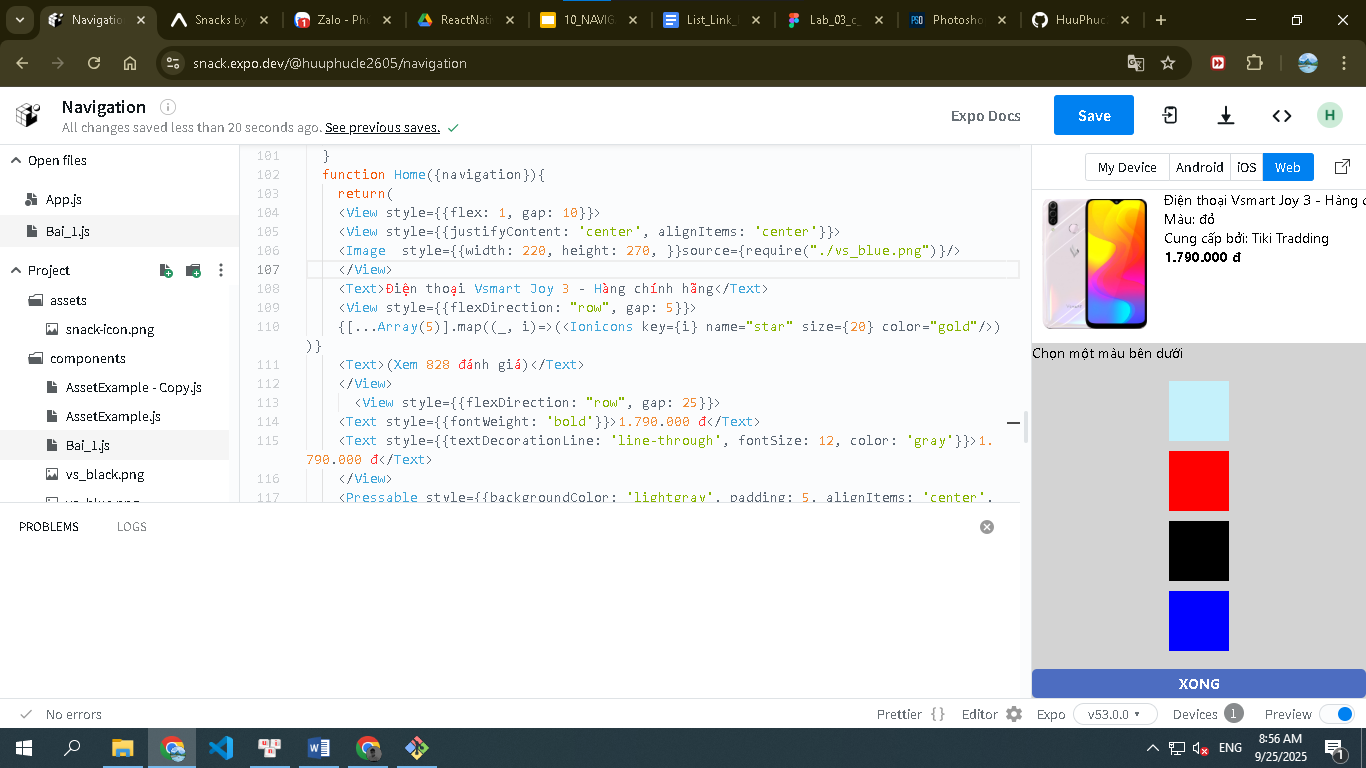 Navigatio
Snacks by
Zalo - Ph
ReactNati
10_NAVIG
List_Link_
Lab_03_c_
Photosho
HuuPhuc
snack.expo.dev/@huuphucle2605/navigation
Navigation
All changes saved less than 20 seconds ago. See previous saves.
Expo Docs
Save
H
Open files
App.js
Bai_1.js
Project
assets
snack-icon.png
components
AssetExample - Copy.js
AssetExample.js
Bai_1.js
vs_black.png
101 }
102 function Home({navigation}){
103 return(
104 <View style={{flex: 1, gap: 10}}>
105 <View style={{justifyContent: 'center', alignItems: 'center'}}>
106 <Image  style={{width: 220, height: 270, }}source={require("./vs_blue.png")}/>
107 </View>
108 <Text>Điện thoại Vsmart Joy 3 - Hàng chính hãng</Text>
109 <View style={{flexDirection: "row", gap: 5}}>
110 {[...Array(5)].map((_, i)=>(<Ionicons key={i} name="star" size={20} color="gold"/>)
)}
111 <Text>(Xem 828 đánh giá)</Text>
112 </View>
113 <View style={{flexDirection: "row", gap: 25}}>
114 <Text style={{fontWeight: 'bold'}}>1.790.000 đ</Text>
115 <Text style={{textDecorationLine: 'line-through', fontSize: 12, color: 'gray'}}>1.
790.000 đ</Text>
116 </View>
117 <Pressable style={{backgroundColor: 'lightgray', padding: 5, alignItems: 'center',
My Device
Android
iOS
Web
Điện thoại Vsmart Joy 3 - Hàng c
Màu: đỏ
Cung cấp bởi: Tiki Tradding
1.790.000 đ
Chọn một màu bên dưới
XONG
PROBLEMS
LOGS
No errors
Prettier {}
Editor
Expo
v53.0.0
Devices 1
Preview
ENG
8:56 AM
9/25/2025
1